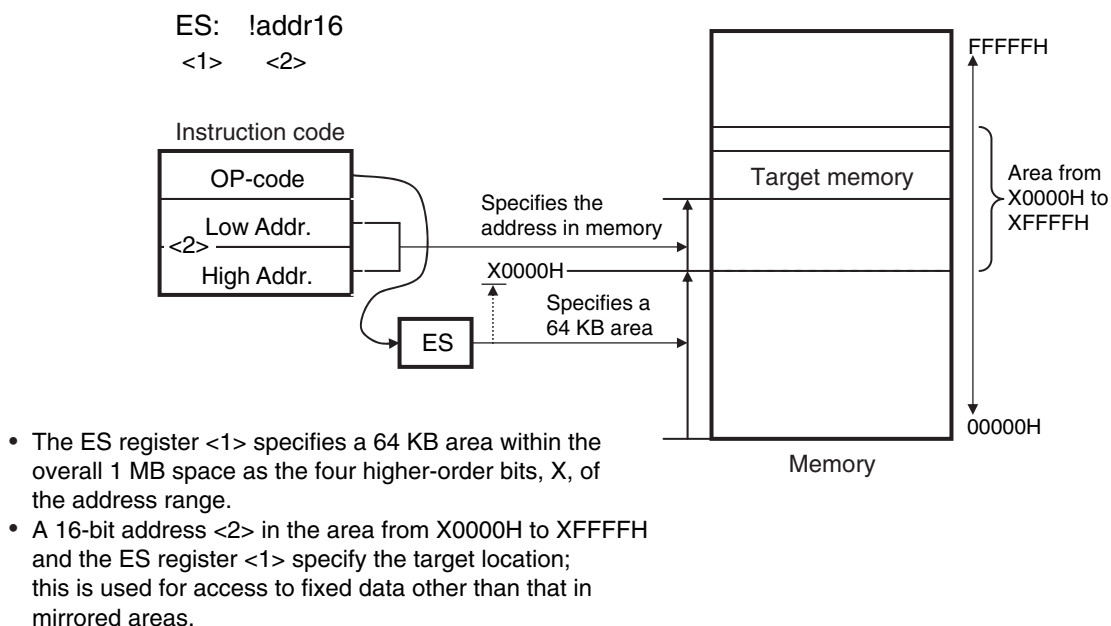 ES: !addr16
<1> <2>
Instruction code
OP-code
Low Addr.
<2>
High Addr.
ES
Specifies the
address in memory
X0000H
Specifies a
64 KB area
FFFFFH
Target memory
Area from
X0000H to
XFFFFH
00000H
Memory
• The ES register <1> specifies a 64 KB area within the
overall 1 MB space as the four higher-order bits, X, of
the address range.
• A 16-bit address <2> in the area from X0000H to XFFFFH
and the ES register <1> specify the target location;
this is used for access to fixed data other than that in
mirrored areas.